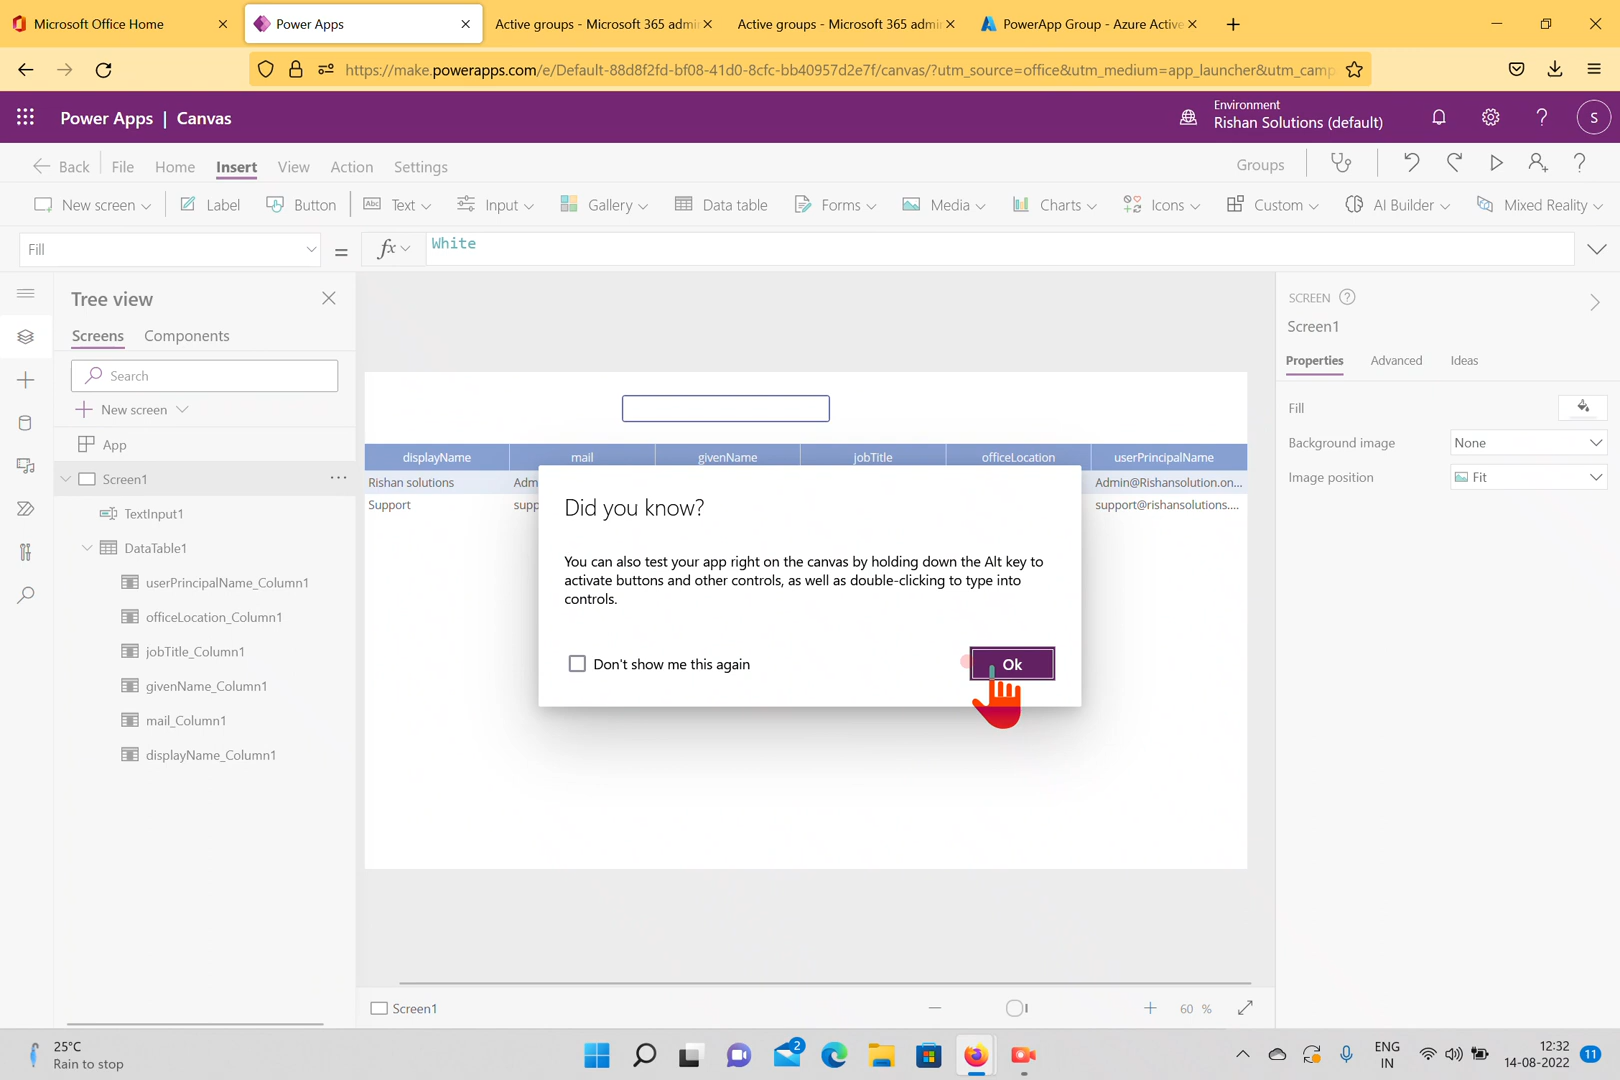 Microsoft Office Home
Power Apps
Active groups - Microsoft 365 admi
Active groups - Microsoft 365 admi
PowerApp Group - Azure Active
https://make.powerapps.com/e/Default-88d8f2fd-bf08-41d0-8cfc-bb40957d2e7f/canvas/?utm_source=office&utm_medium=app_launcher&utm_camp
Power Apps | Canvas
Environment
Rishan Solutions (default)
S
Back
File
Home
Insert
View
Action
Settings
Groups
New screen
Label
Button
Abc Text
Input
Gallery
Data table
Forms
Media
Charts
Icons
Custom
AI Builder
Mixed Reality
Fill
=
fx
White
Tree view
Screens
Components
Search
New screen
App
Screen1
TextInput1
DataTable1
userPrincipalName_Column1
officeLocation_Column1
jobTitle_Column1
givenName_Column1
mail_Column1
displayName_Column1
displayName
mail
givenName
jobTitle
officeLocation
userPrincipalName
Rishan solutions
Adm
Admin@Rishansolution.on...
Support
supp
support@rishansolutions....
Did you know?
You can also test your app right on the canvas by holding down the Alt key to
activate buttons and other controls, as well as double-clicking to type into
controls.
Don't show me this again
Ok
SCREEN
Screen1
Properties
Advanced
Ideas
Fill
Background image
None
Image position
Fit
Screen1
60 %
25°C
Rain to stop
2
ENG
IN
12:32
14-08-2022
11